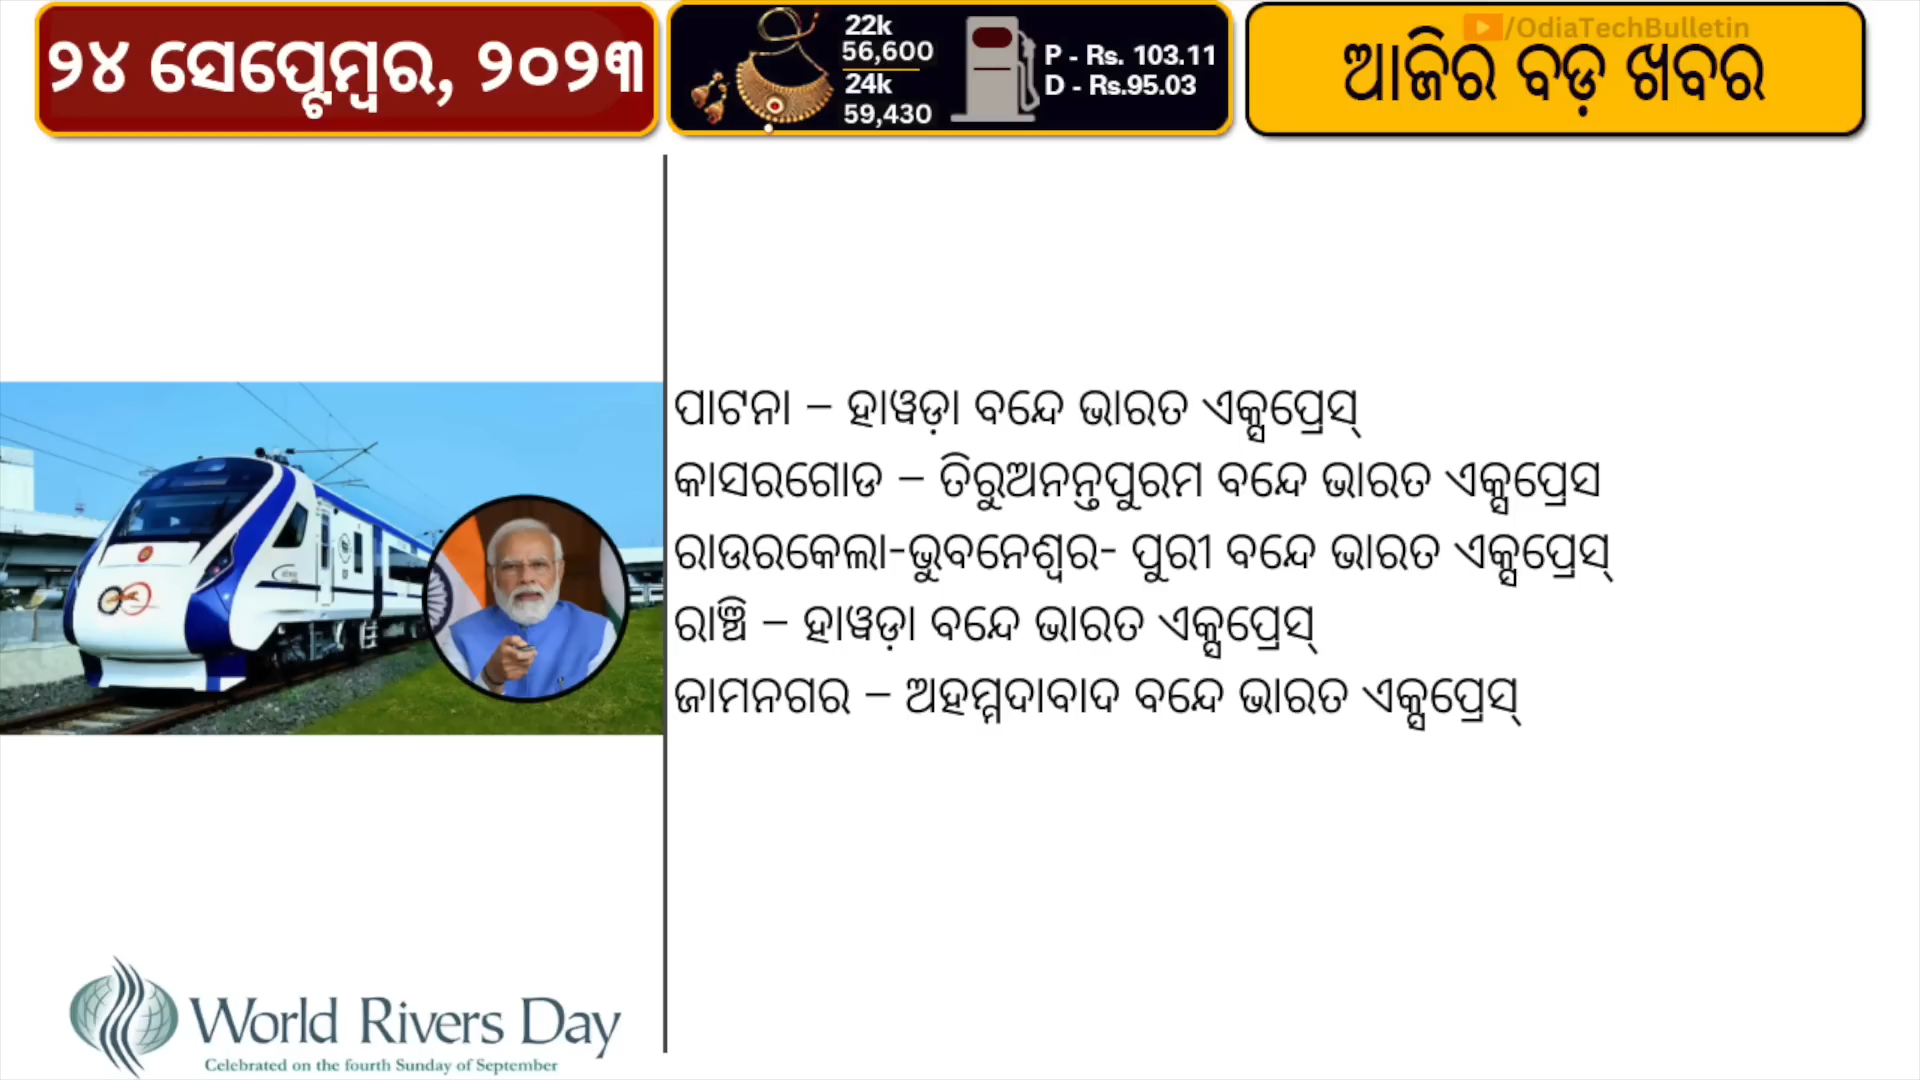 ୨୪ ସେପ୍ଟେମ୍ବର, ୨୦୨୩
22k
56,600
24k
59,430
P - Rs. 103.11
D - Rs.95.03
/OdiaTechBulletin
ଆଜିର ବଡ଼ ଖବର
ପାଟନା – ହାୱଡ଼ା ବନ୍ଦେ ଭାରତ ଏକ୍ସପ୍ରେସ୍
କାସରଗୋଡ – ତିରୁଅନନ୍ତପୁରମ ବନ୍ଦେ ଭାରତ ଏକ୍ସପ୍ରେସ
ରାଉରକେଲା-ଭୁବନେଶ୍ୱର- ପୁରୀ ବନ୍ଦେ ଭାରତ ଏକ୍ସପ୍ରେସ୍
ରାଞ୍ଚି – ହାୱଡ଼ା ବନ୍ଦେ ଭାରତ ଏକ୍ସପ୍ରେସ୍
ଜାମନଗର – ଅହମ୍ମଦାବାଦ ବନ୍ଦେ ଭାରତ ଏକ୍ସପ୍ରେସ୍
World Rivers Day
Celebrated on the fourth Sunday of September